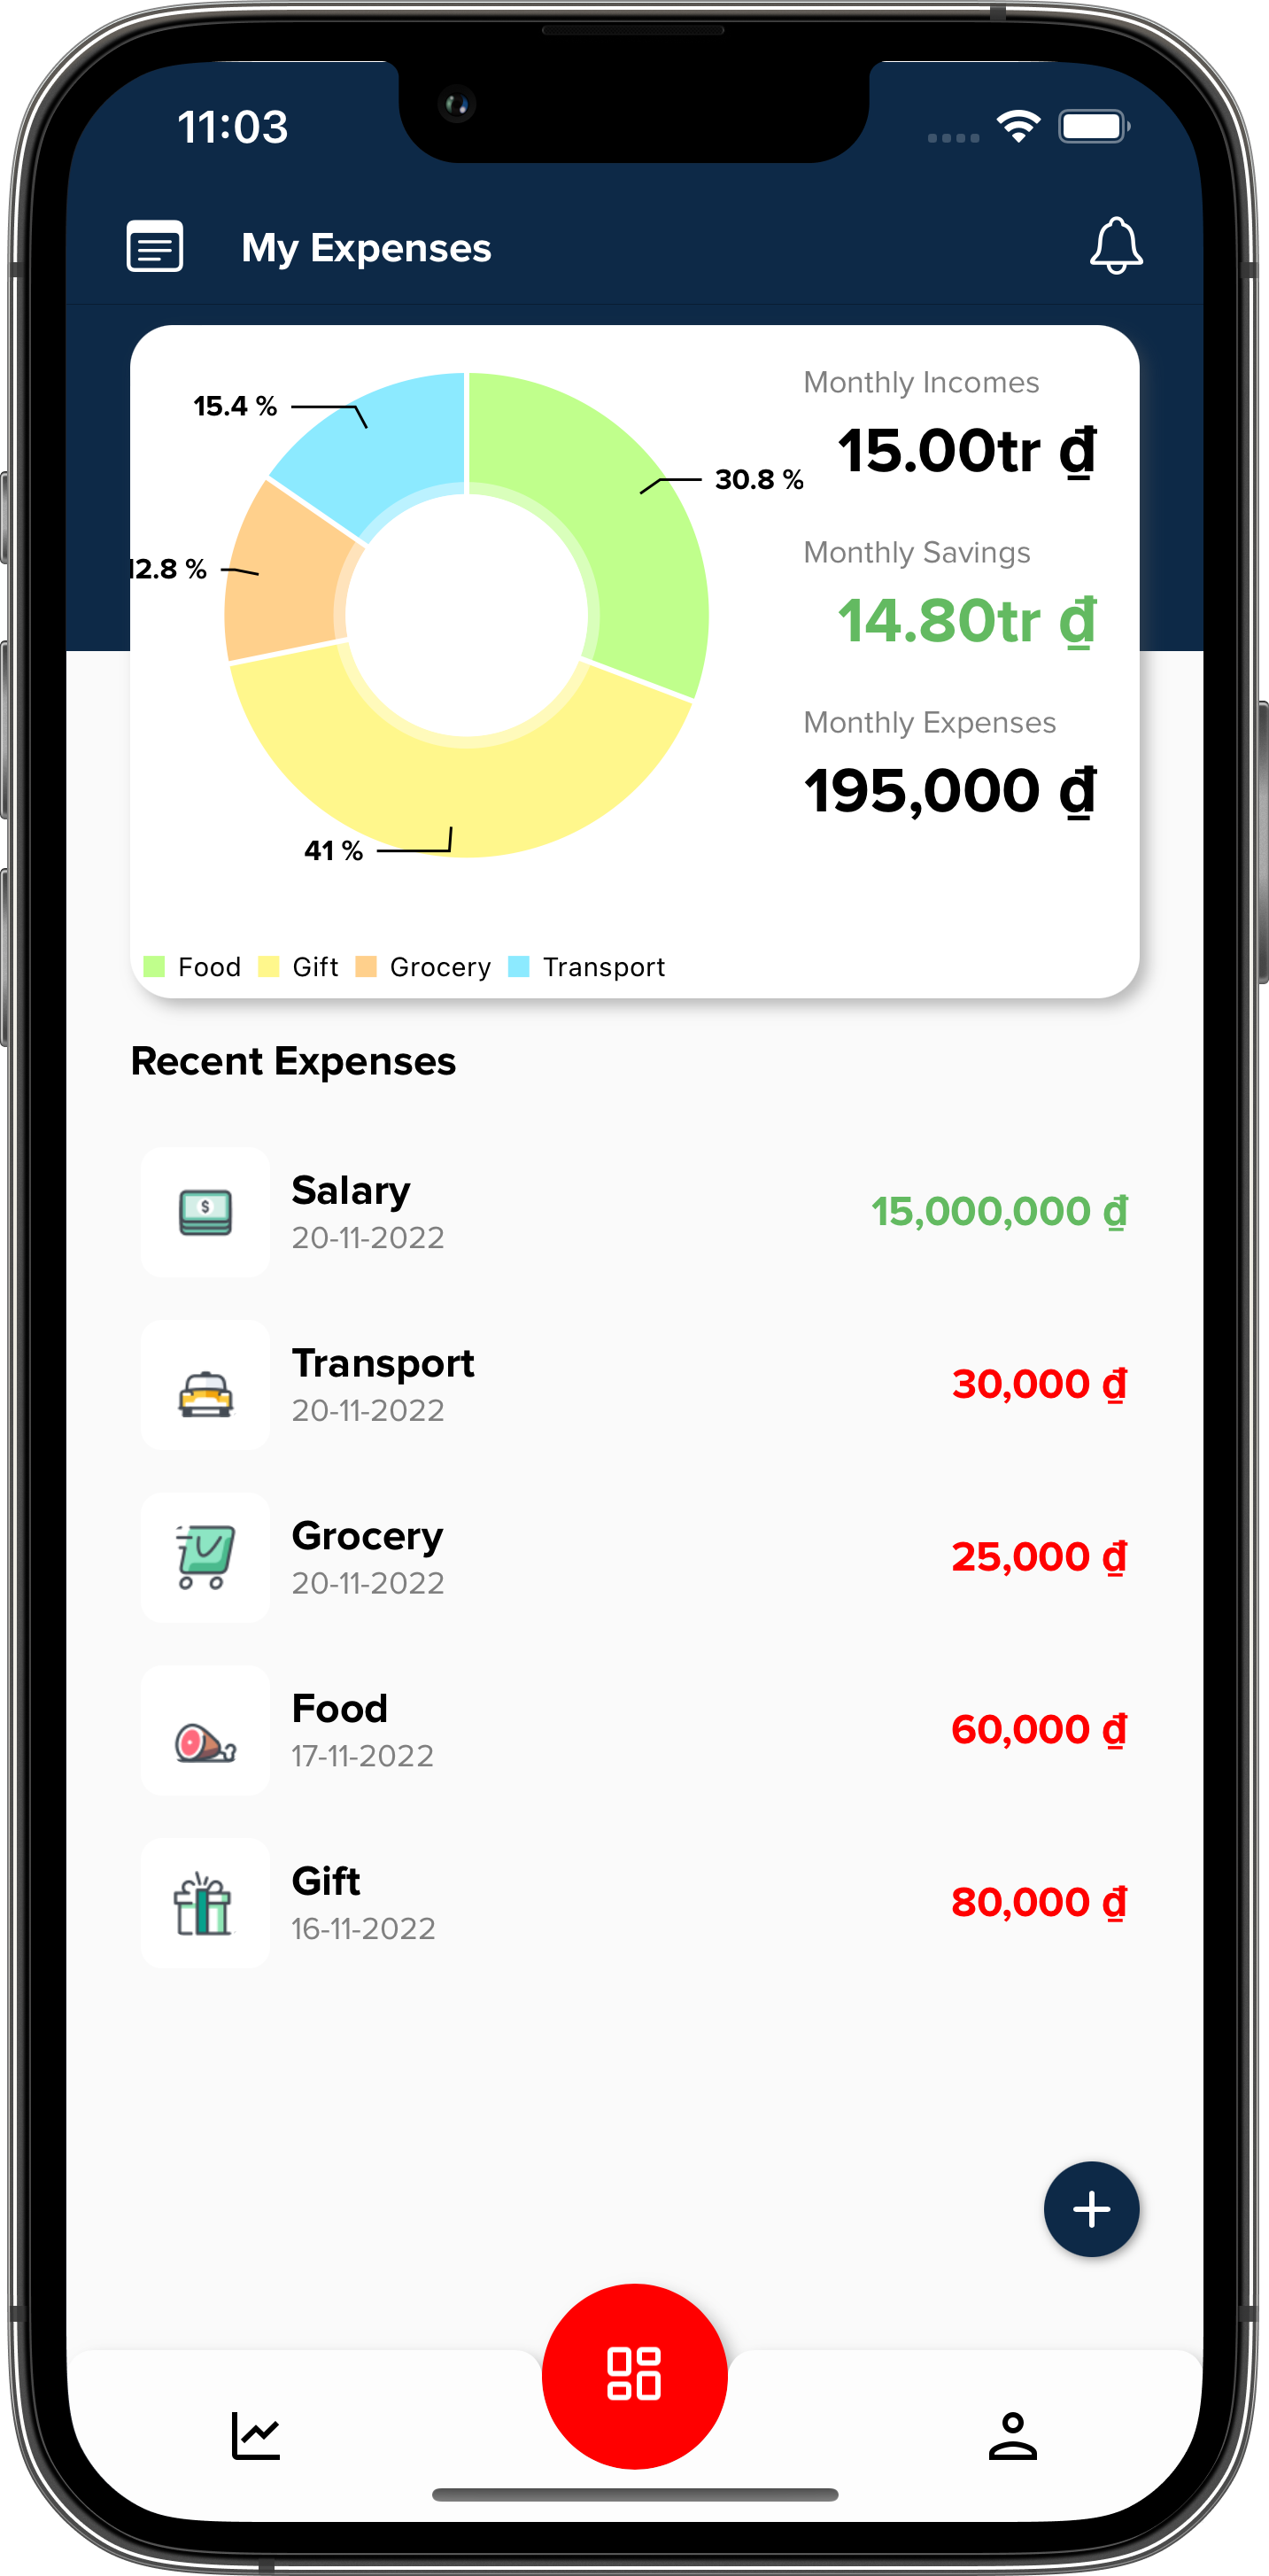 11:03
My Expenses
15.4 %
30.8 %
12.8 %
41 %
Food Gift Grocery Transport
Monthly Incomes
15.00tr ₫
Monthly Savings
14.80tr ₫
Monthly Expenses
195,000 ₫
Recent Expenses
Salary
20-11-2022
15,000,000 ₫
Transport
20-11-2022
30,000 ₫
Grocery
20-11-2022
25,000 ₫
Food
17-11-2022
60,000 ₫
Gift
16-11-2022
80,000 ₫